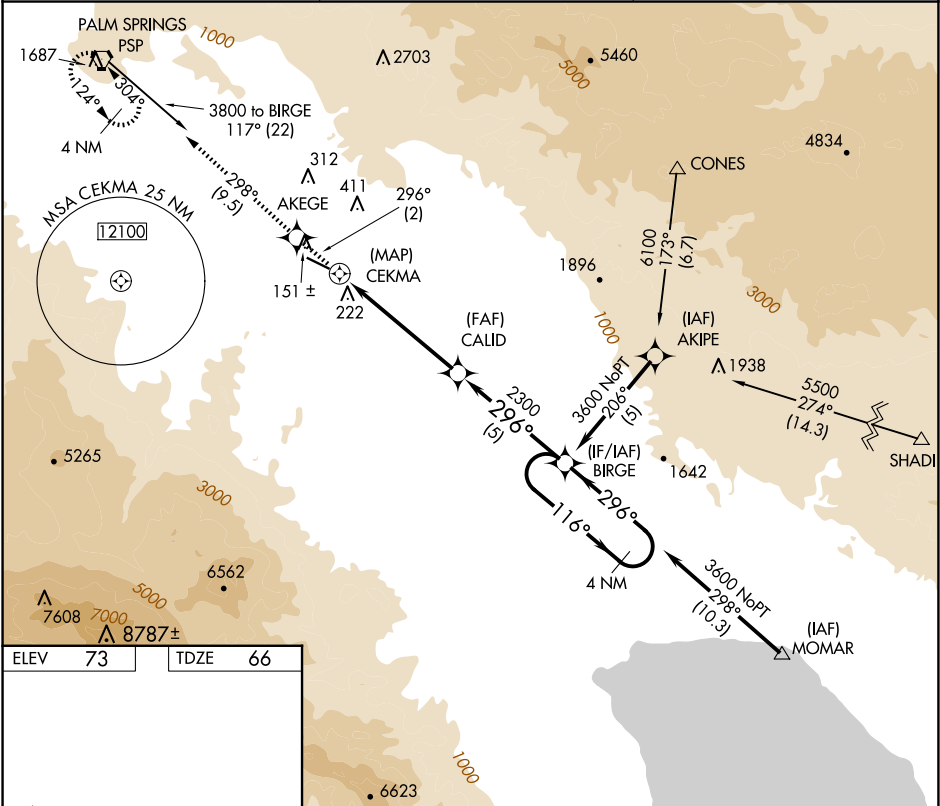 PALM SPRINGS
PSP
1687
1000
2703
5000
5460
304°
124°
4 NM
3800 to BIRGE
117° (22)
4834
CONES
298°
(9.5)
312
411
AKEGE
296°
(2)
MSA CEKMA 25 NM
12100
6100
173°
(6.7)
(MAP)
CEKMA
151 ±
222
1896
3000
1000
(IAF)
AKIPE
(FAF)
CALID
1938
3600 NoPT
206°
(5)
5500
274°
(14.3)
SHADI
2300
296°
(5)
(IF/IAF)
BIRGE
1642
5265
3000
116°
296°
4 NM
3600 NoPT
298°
(10.3)
(IAF)
MOMAR
6562
5000
7608
7000
8787±
ELEV 73
TDZE 66
1000
6623